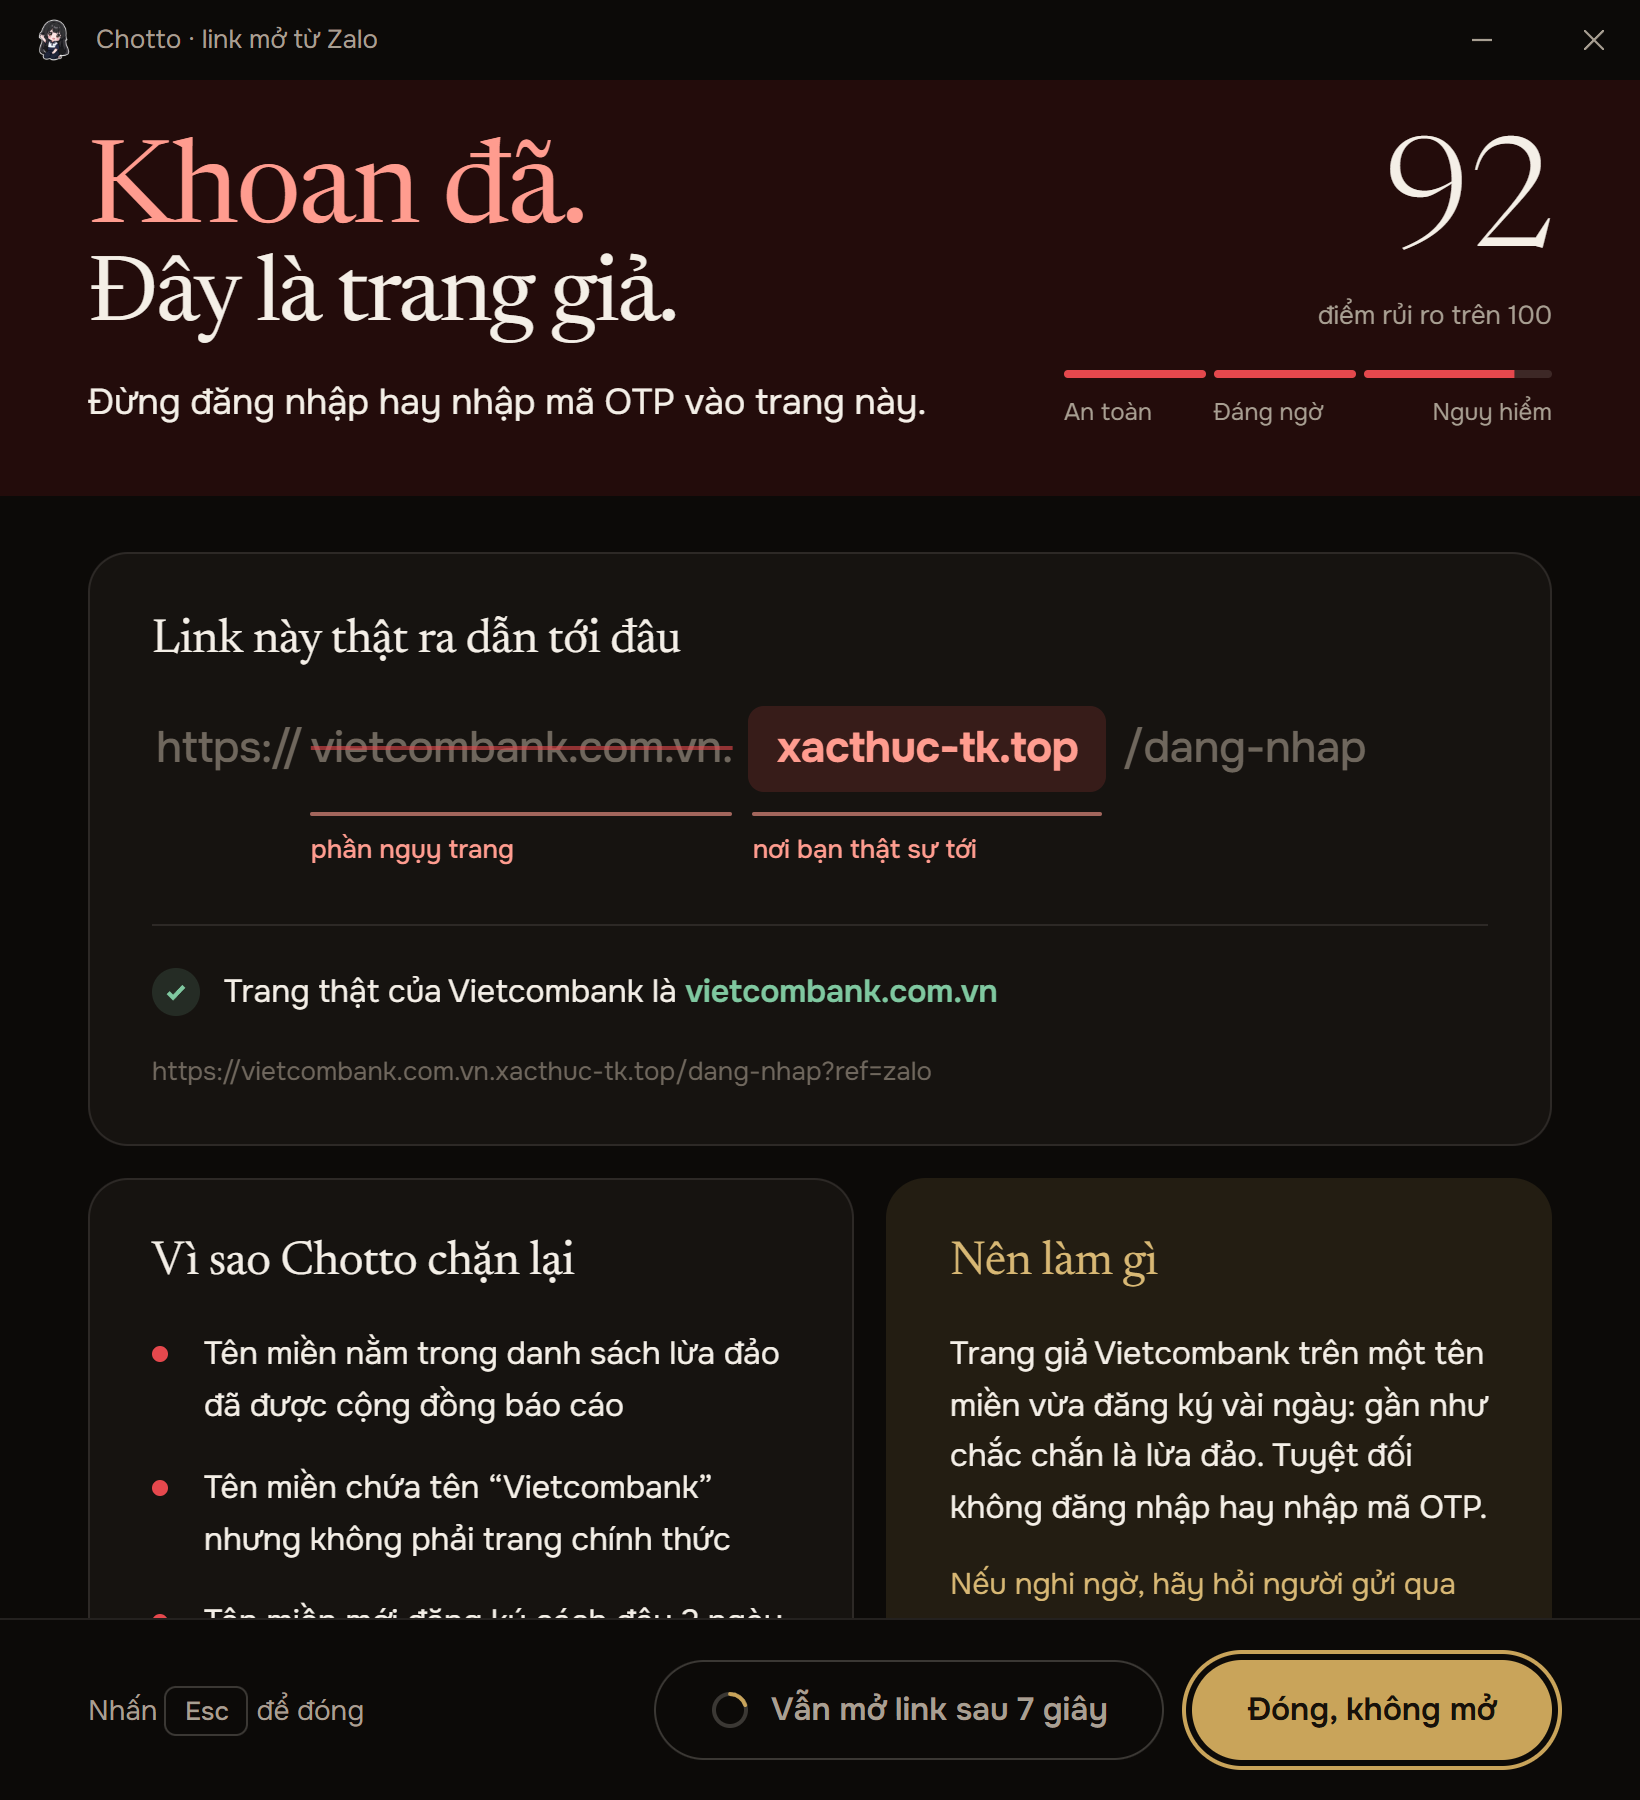 Chotto · link mở từ Zalo
Khoan đã.
Đây là trang giả.
Đừng đăng nhập hay nhập mã OTP vào trang này.
92
điểm rủi ro trên 100
An toàn
Đáng ngờ
Nguy hiểm
Link này thật ra dẫn tới đâu
https:// vietcombank.com.vn. xacthuc-tk.top /dang-nhap
phần ngụy trang
nơi bạn thật sự tới
Trang thật của Vietcombank là vietcombank.com.vn
https://vietcombank.com.vn.xacthuc-tk.top/dang-nhap?ref=zalo
Vì sao Chotto chặn lại
Tên miền nằm trong danh sách lừa đảo
đã được cộng đồng báo cáo
Tên miền chứa tên “Vietcombank”
nhưng không phải trang chính thức
Tên miền mới đăng ký cách đây
Nên làm gì
Trang giả Vietcombank trên một tên
miền vừa đăng ký vài ngày: gần như
chắc chắn là lừa đảo. Tuyệt đối
không đăng nhập hay nhập mã OTP.
Nếu nghi ngờ, hãy hỏi người gửi qua
Nhấn Esc để đóng
Vẫn mở link sau 7 giây
Đóng, không mở